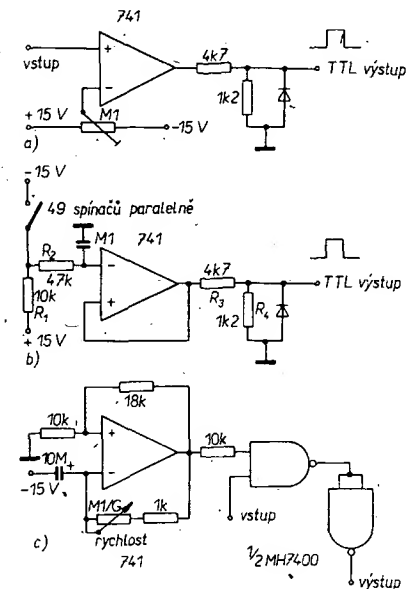 741
+
vstup
-
4k7
TTL výstup
1k2
+ 15 V
M1
-15 V
a)
- 15 V
49 spínačů paralelně
M1
741
R2
47k
-
+
4k7
R3
TTL
výstup
R4
1k2
10k
R1
+ 15 V
b)
18k
10k
+
10M +
-
-15 V
10k
M1/G
1k
vstup
rychlost
c)
741
1/2 MH7400
výstup